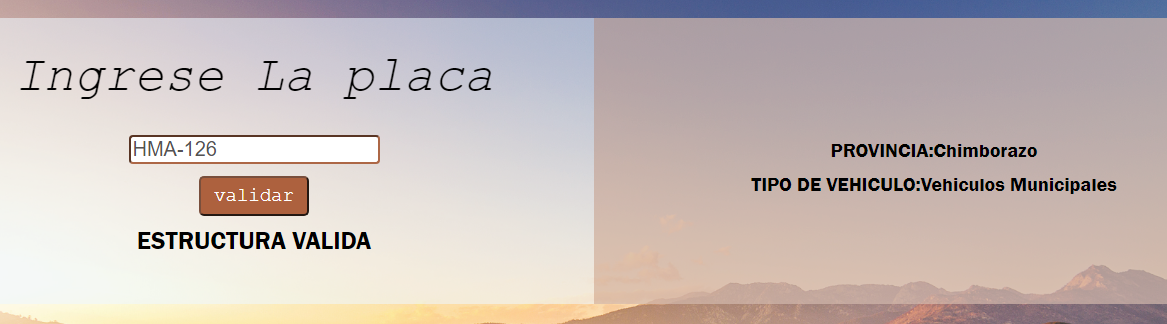 Ingrese La placa
HMA-126
validar
ESTRUCTURA VALIDA
PROVINCIA:Chimborazo
TIPO DE VEHICULO:Vehiculos Municipales